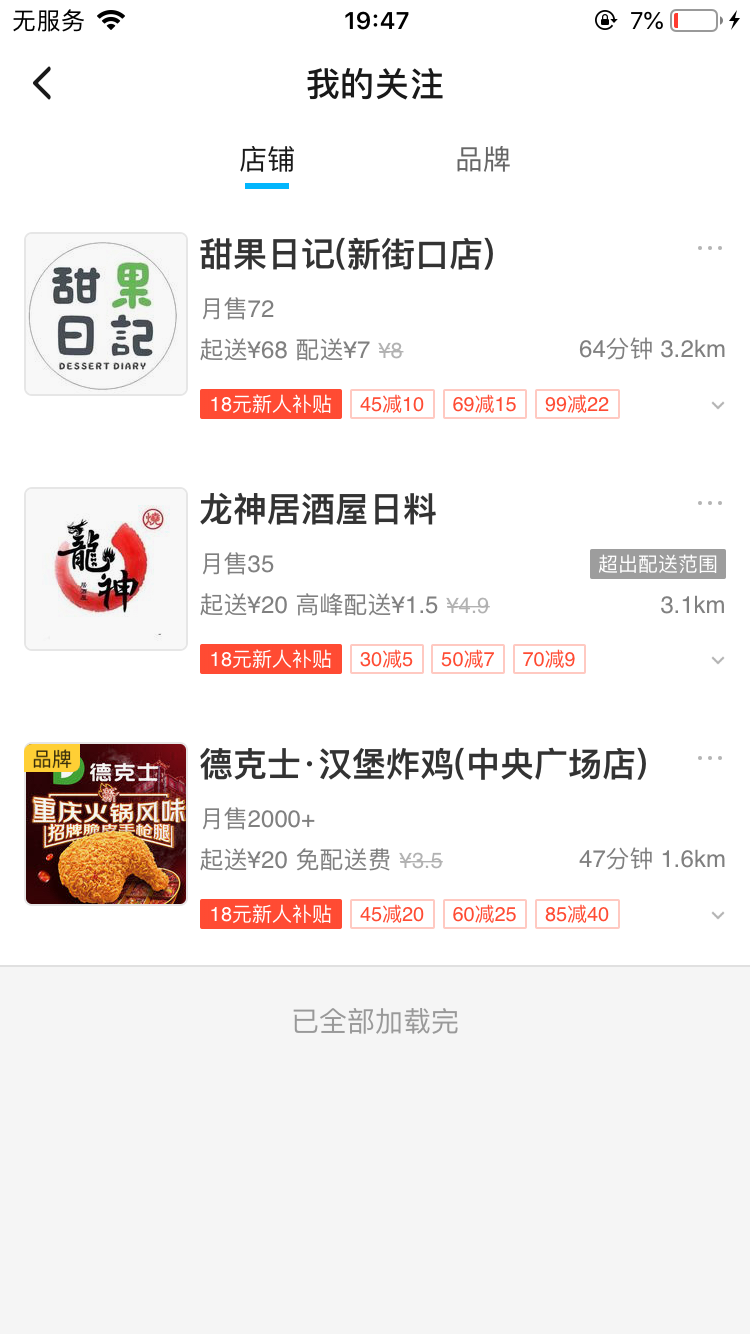 无服务 19:47 7%
我的关注
店铺 品牌
甜果
日記
DESSERT DIARY
甜果日记(新街口店)
月售72
起送¥68 配送¥7 ¥8 64分钟 3.2km
18元新人补贴 45减10 69减15 99减22
燒
龍
神
龙神居酒屋日料
月售35 超出配送范围
起送¥20 高峰配送¥1.5 ¥4.9 3.1km
18元新人补贴 30减5 50减7 70减9
品牌
德克士
新
重庆火锅风味
招牌脆皮手枪腿
德克士·汉堡炸鸡(中央广场店)
月售2000+
起送¥20 免配送费 ¥3.5 47分钟 1.6km
18元新人补贴 45减20 60减25 85减40
已全部加载完